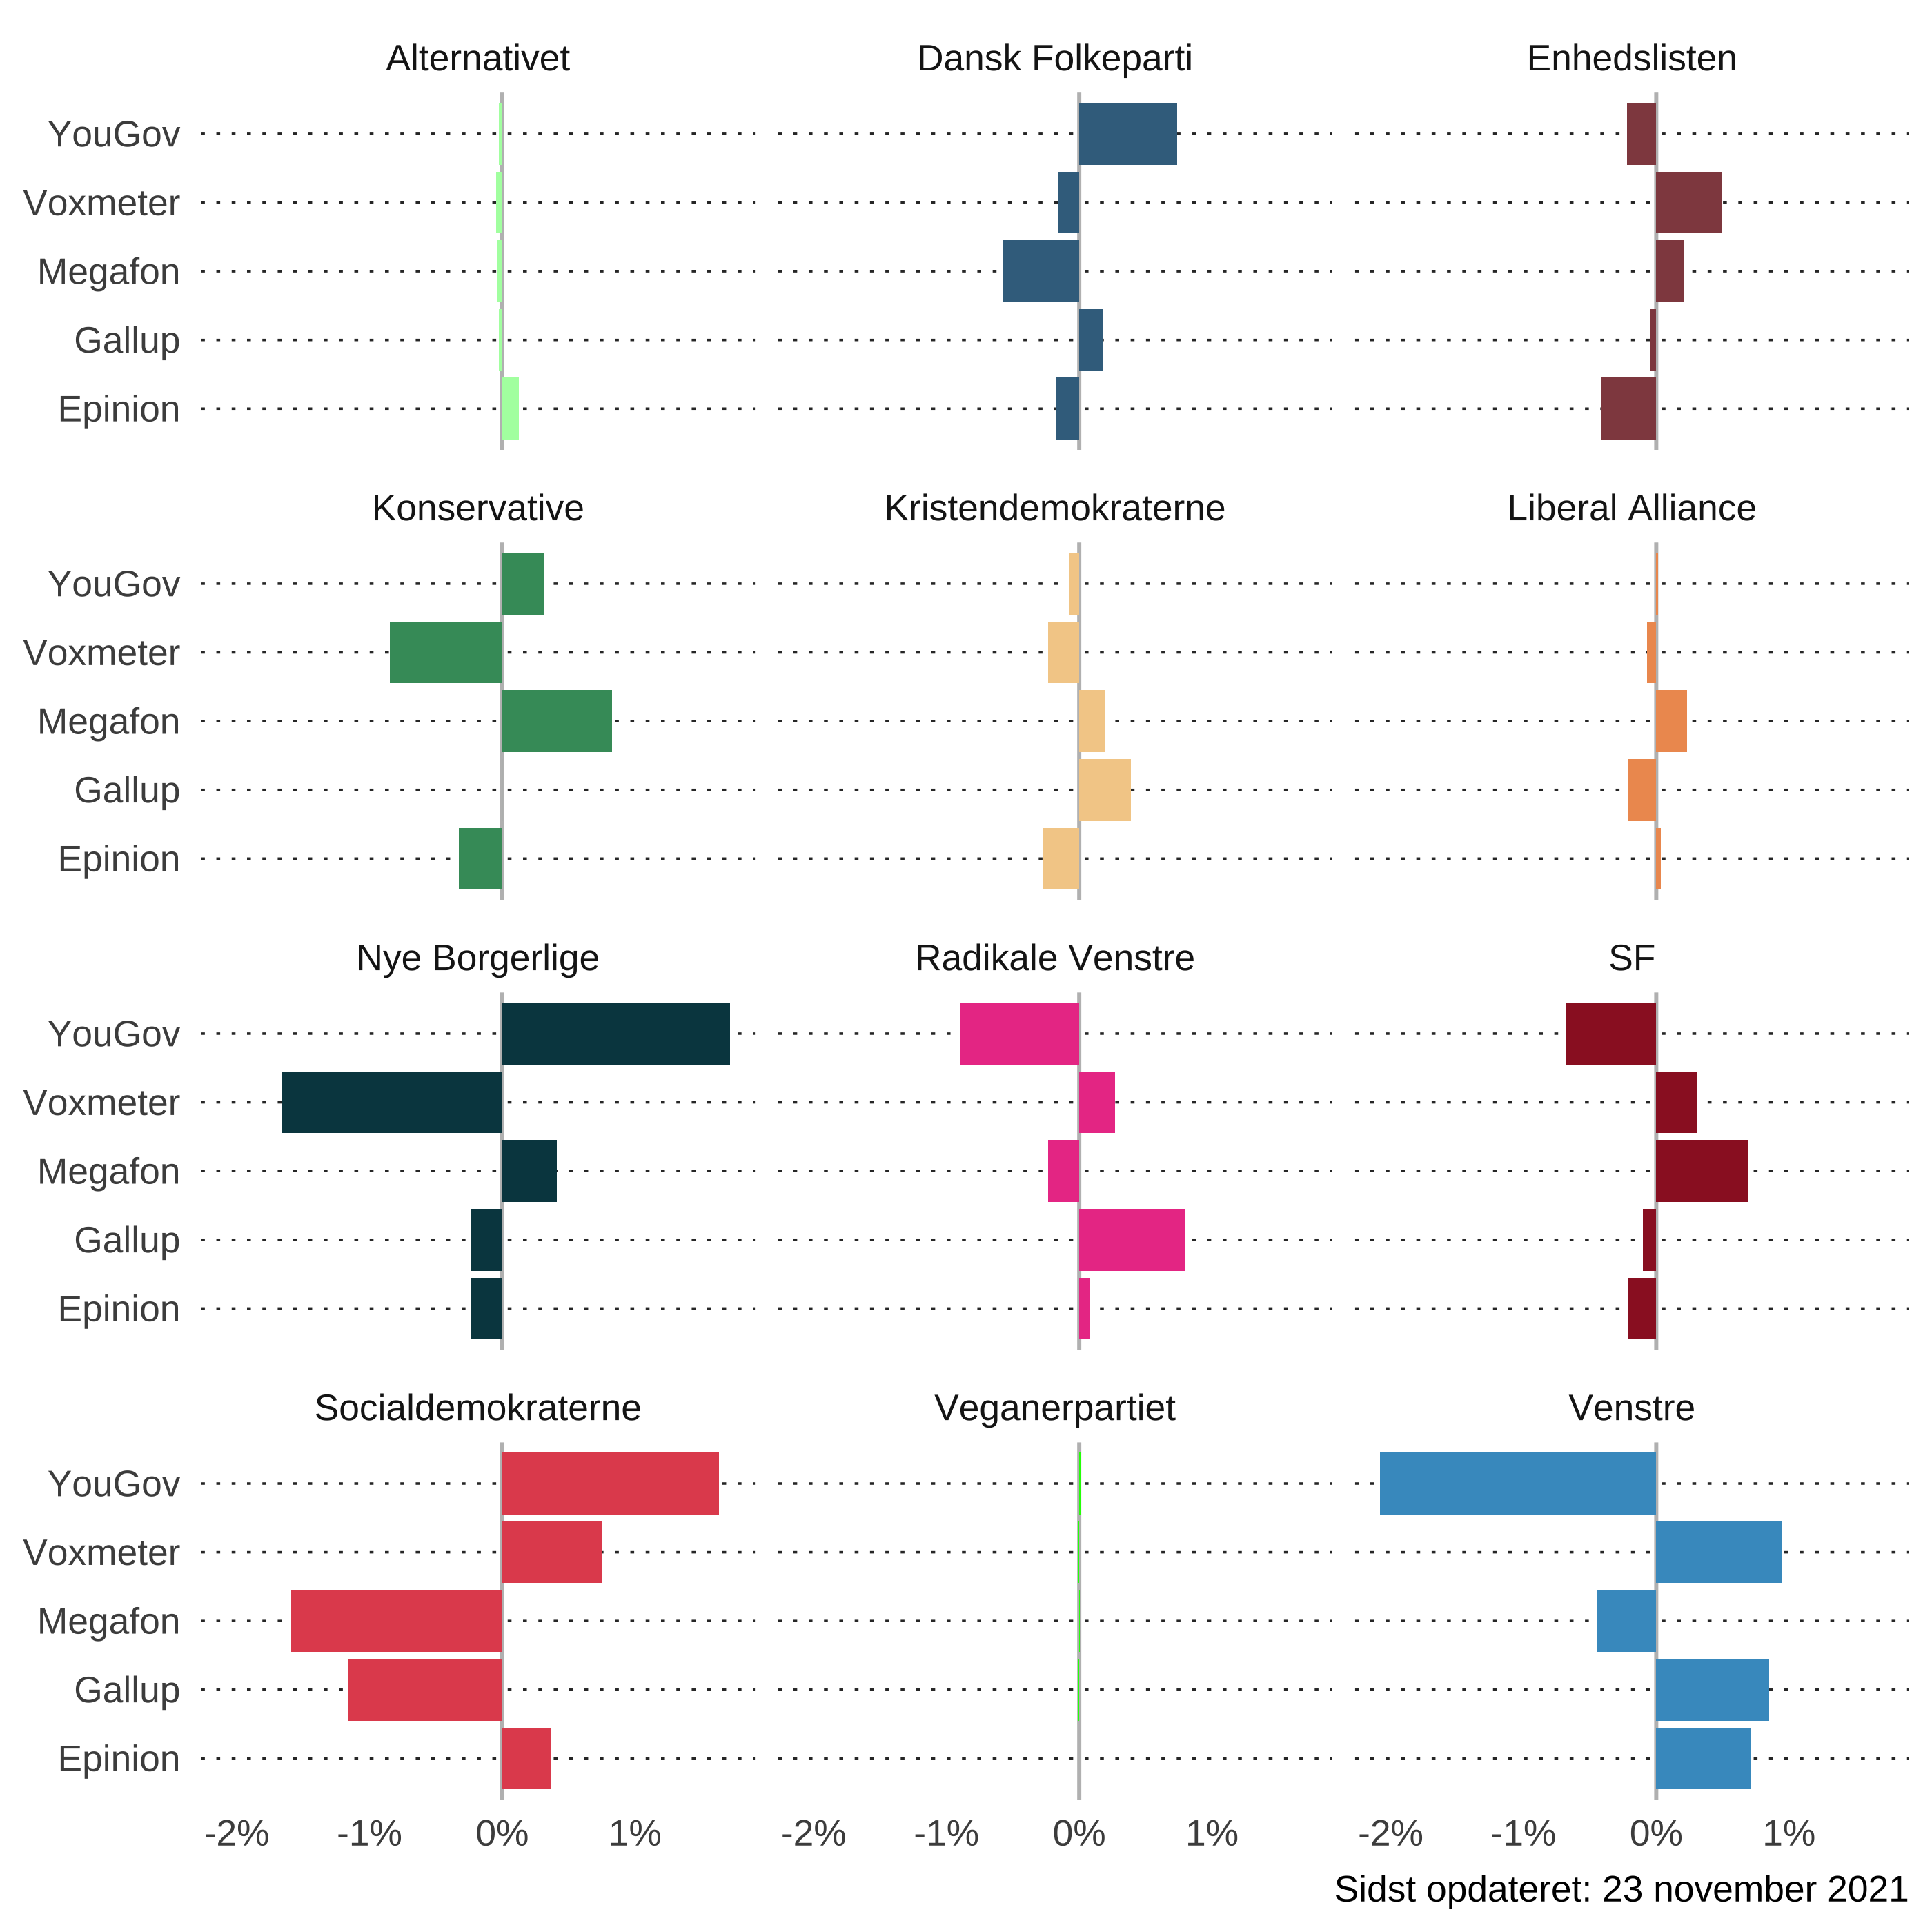 Alternativet Dansk Folkeparti Enhedslisten
YouGov
Voxmeter
Megafon
Gallup
Epinion
Konservative Kristendemokraterne Liberal Alliance
YouGov
Voxmeter
Megafon
Gallup
Epinion
Nye Borgerlige Radikale Venstre SF
YouGov
Voxmeter
Megafon
Gallup
Epinion
Socialdemokraterne Veganerpartiet Venstre
YouGov
Voxmeter
Megafon
Gallup
Epinion
-2% -1% 0% 1% -2% -1% 0% 1% -2% -1% 0% 1%
Sidst opdateret: 23 november 2021